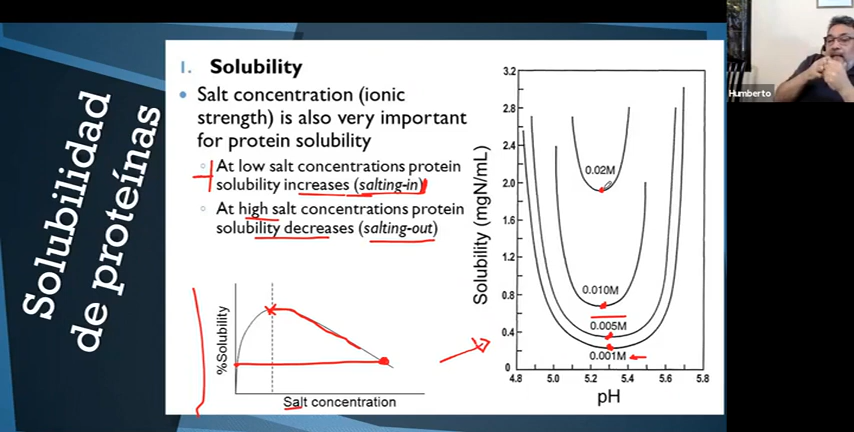 Solubilidad
de proteínas
I. Solubility
• Salt concentration (ionic
strength) is also very important
for protein solubility
○ At low salt concentrations protein
solubility increases (salting-in)
○ At high salt concentrations protein
solubility decreases (salting-out)
%Solubility
Salt concentration
Solubility (mgN/mL)
3.2
2.8
2.4
2.0
1.6
1.2
0.8
0.4
0
0.02M
0.010M
0.005M
0.001M
4.8 5.0 5.2 5.4 5.6 5.8
pH
Humberto